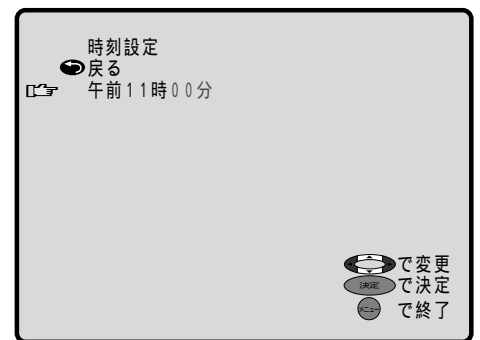 時刻設定
戻る
午前11時00分
で変更
決定で決定
メニューで終了